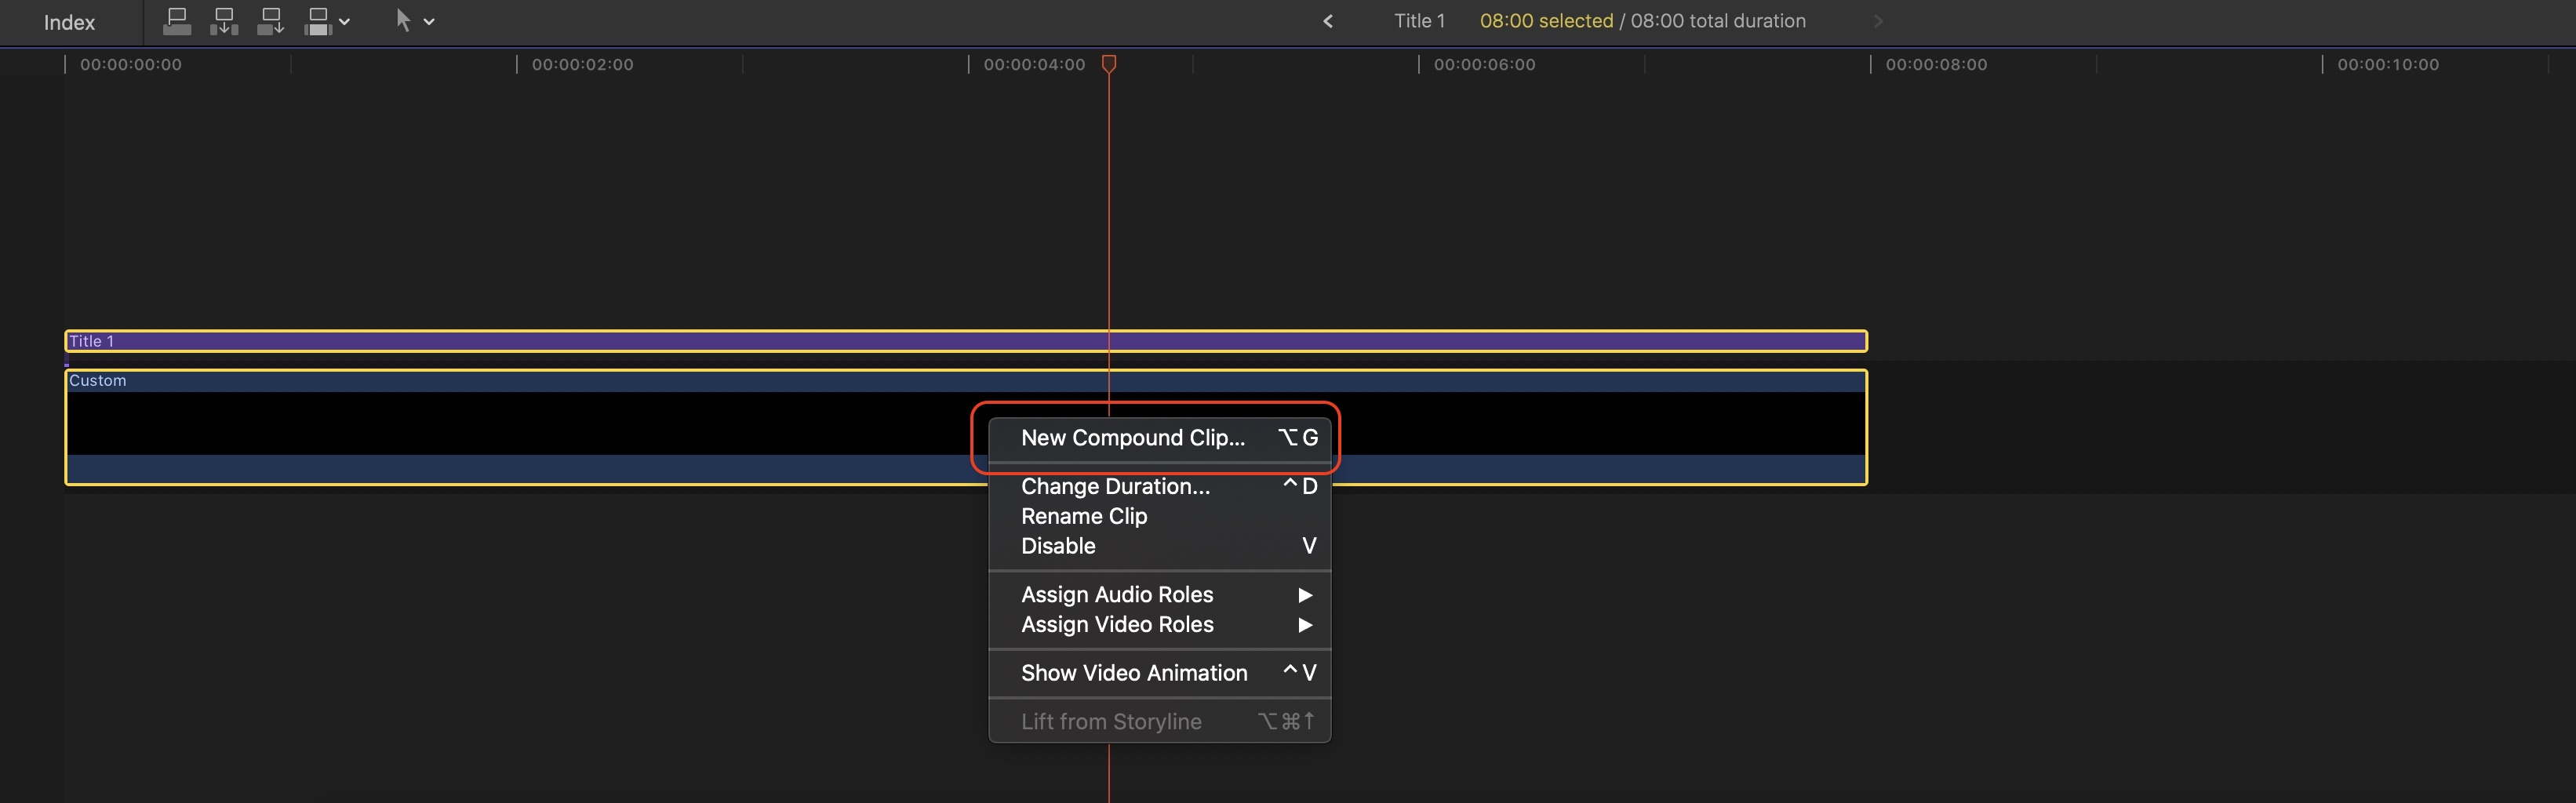 Index
Title 1 08:00 selected / 08:00 total duration
00:00:00:00 00:00:02:00 00:00:04:00 00:00:06:00 00:00:08:00 00:00:10:00
Title 1
Custom
New Compound Clip... ⌥G
Change Duration... ^D
Rename Clip
Disable V
Assign Audio Roles ▶
Assign Video Roles ▶
Show Video Animation ^V
Lift from Storyline ⌥⌘↑